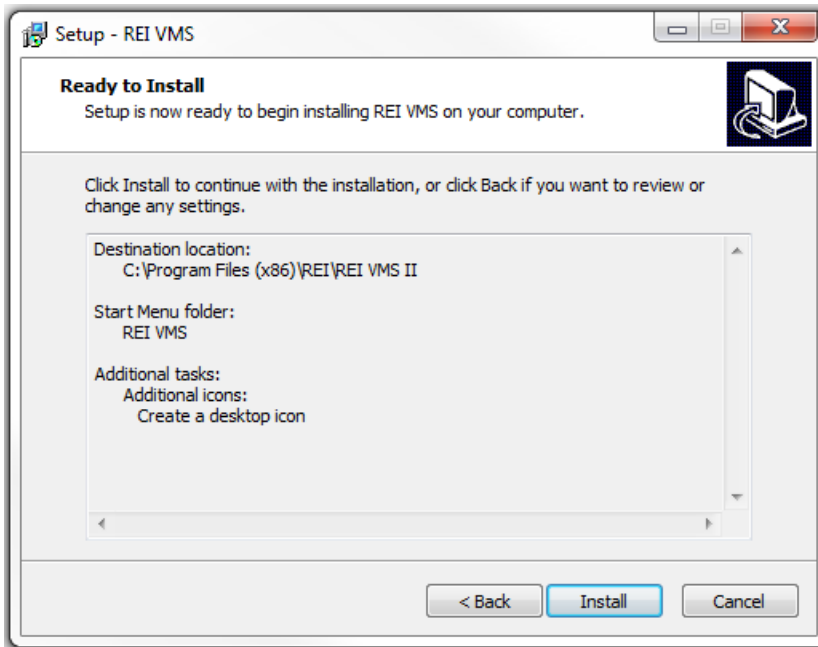 Setup - REI VMS
Ready to Install
Setup is now ready to begin installing REI VMS on your computer.
Click Install to continue with the installation, or click Back if you want to review or
change any settings.
Destination location:
C:\Program Files (x86)\REI\REI VMS II
Start Menu folder:
REI VMS
Additional tasks:
Additional icons:
Create a desktop icon
< Back
Install
Cancel